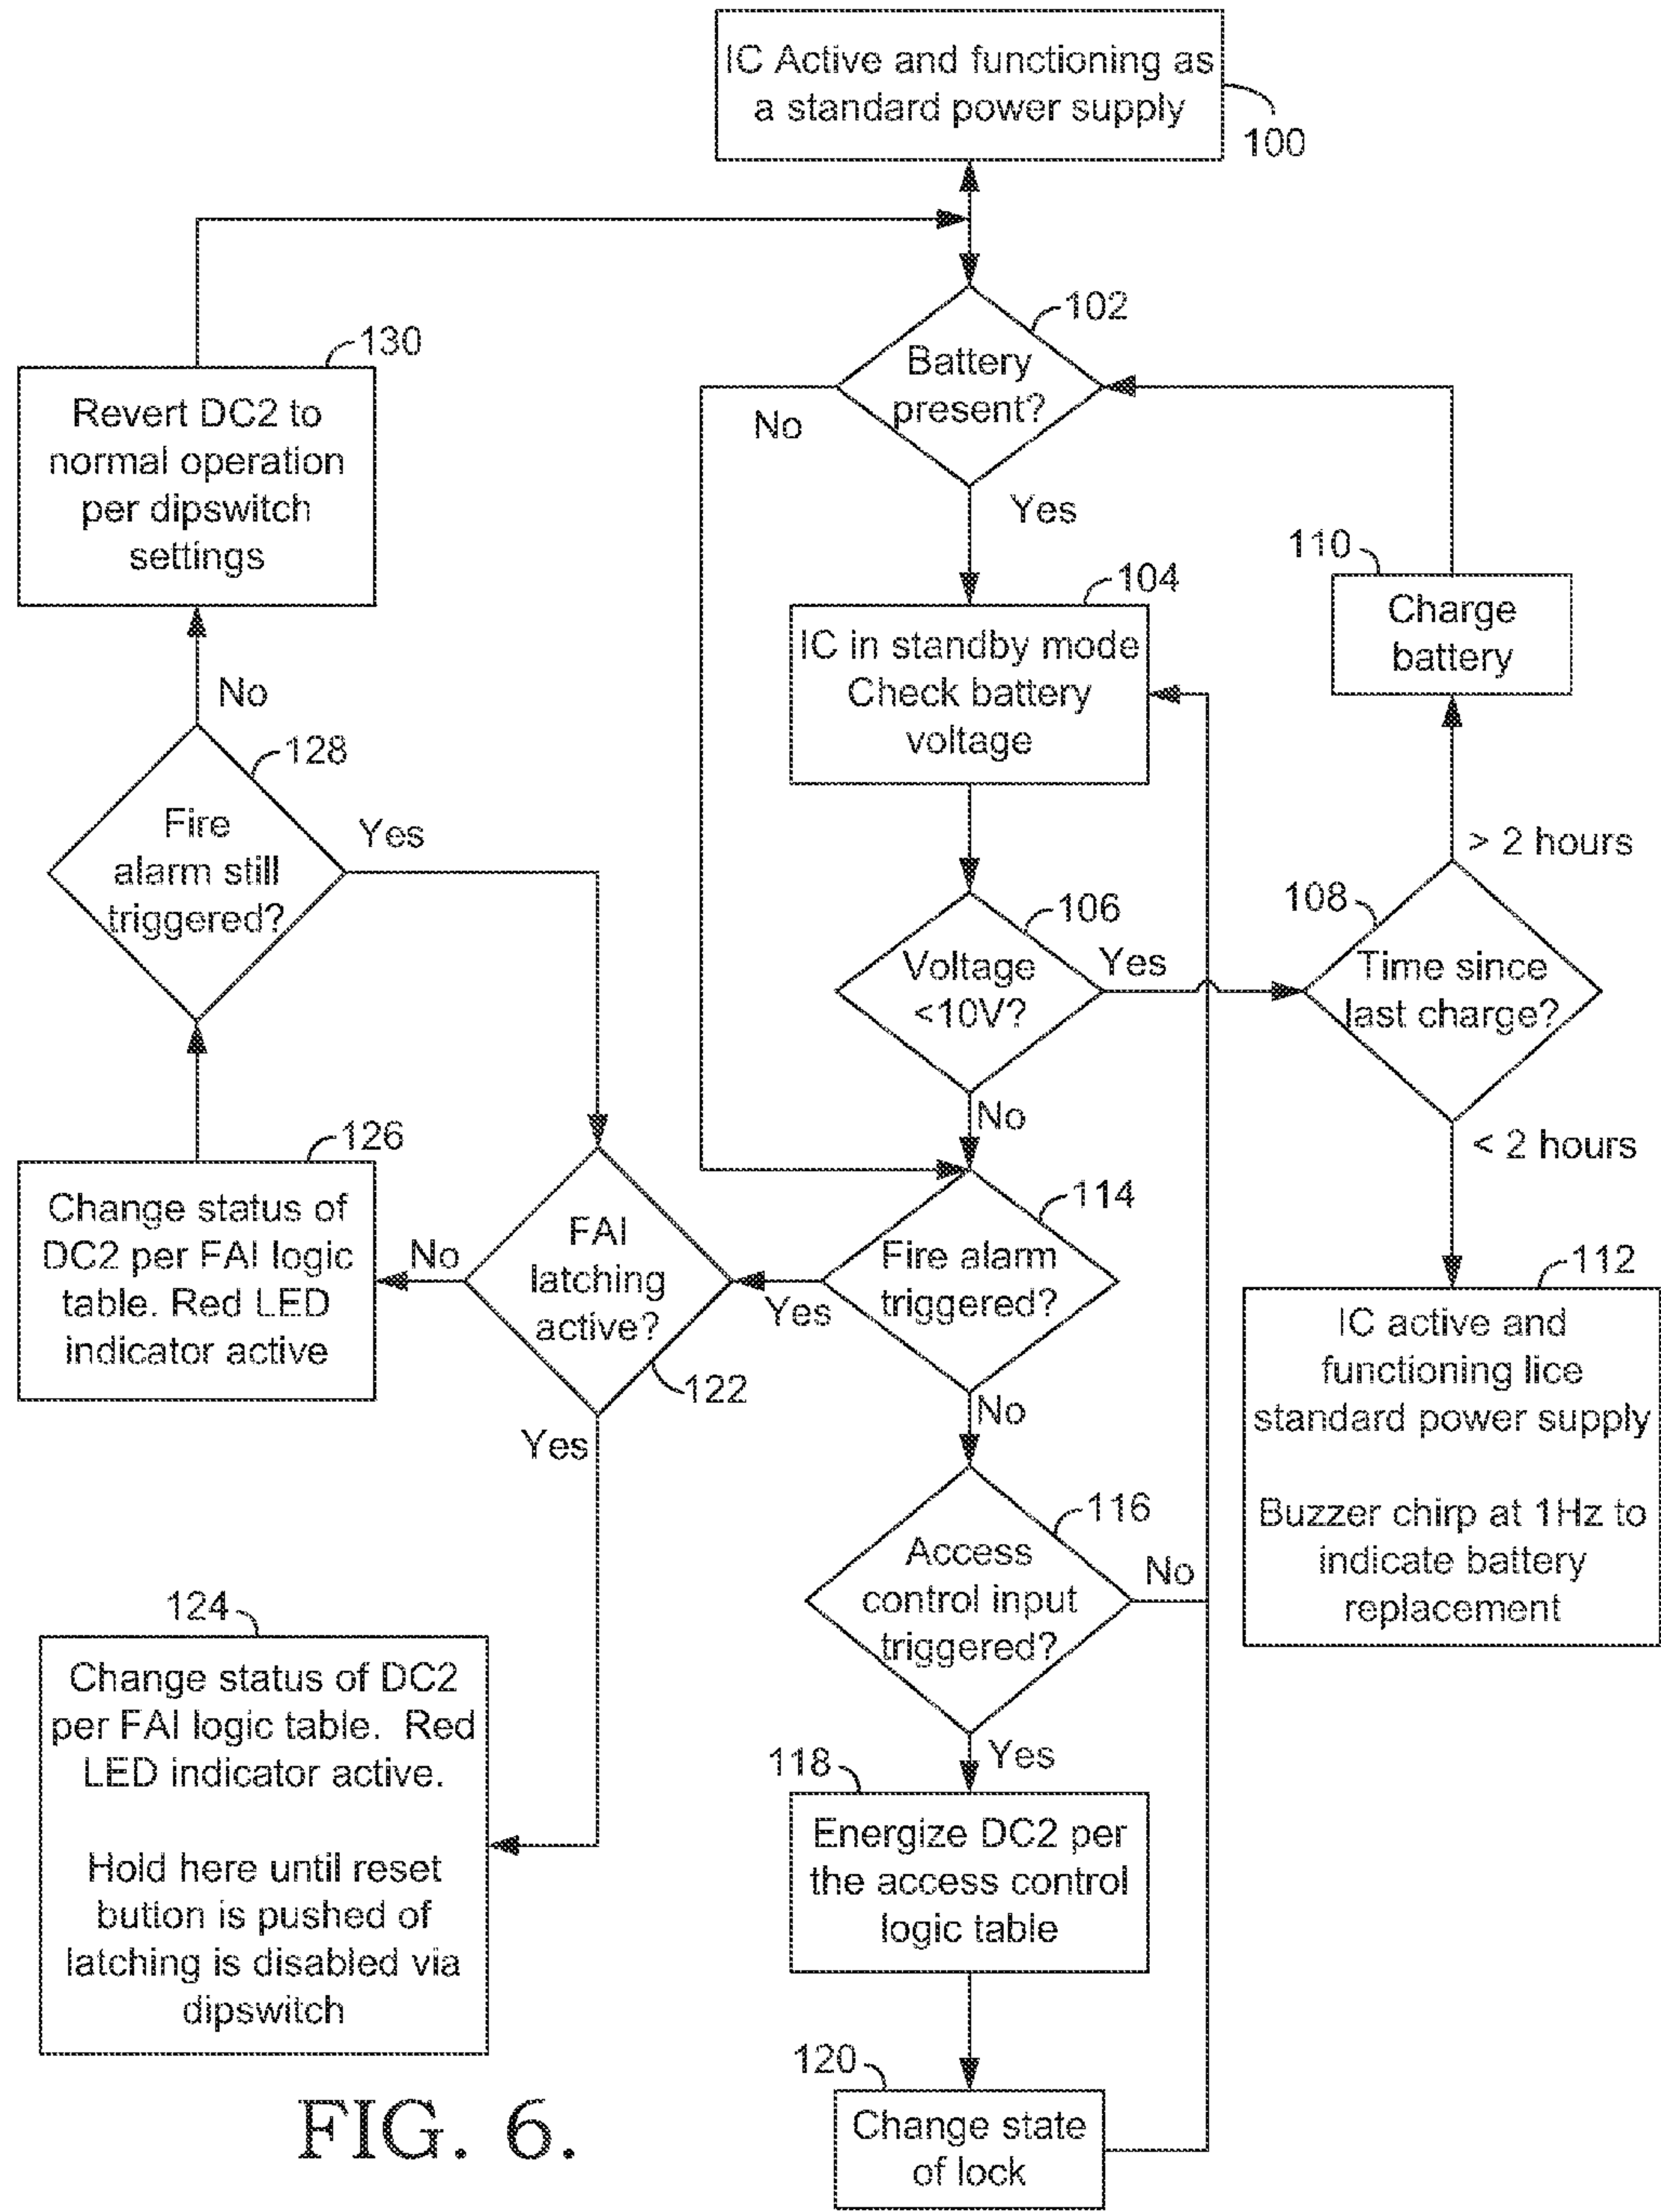 IC Active and functioning as
a standard power supply
100
102
Battery
present?
No
Yes
130
Revert DC2 to
normal operation
per dipswitch
settings
104
IC in standby mode
Check battery
voltage
110
Charge
battery
No
128
Fire
alarm still
triggered?
Yes
> 2 hours
106
Voltage
<10V?
Yes
No
108
Time since
last charge?
< 2 hours
126
Change status of
DC2 per FAI logic
table. Red LED
indicator active
No
FAI
latching
active?
122
Yes
Yes
114
Fire alarm
triggered?
No
112
IC active and
functioning lice
standard power supply
Buzzer chirp at 1Hz to
indicate battery
replacement
116
Access
control input
triggered?
No
Yes
124
Change status of DC2
per FAI logic table. Red
LED indicator active.
Hold here until reset
button is pushed of
latching is disabled via
dipswitch
118
Energize DC2 per
the access control
logic table
120
Change state
of lock
FIG. 6.